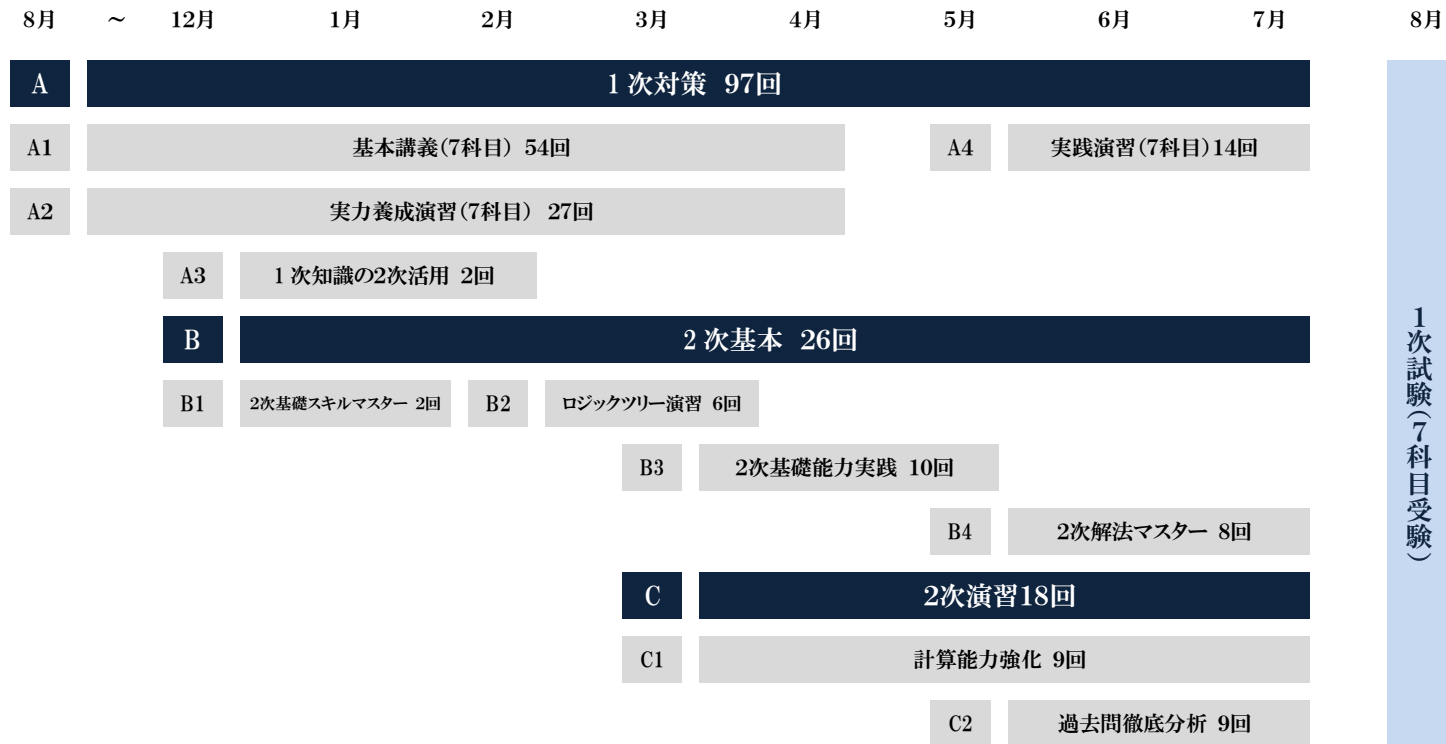 8月 ～ 12月 1月 2月 3月 4月 5月 6月 7月 8月
A 1次対策 97回
A1 基本講義(7科目) 54回 A4 実践演習(7科目)14回
A2 実力養成演習(7科目) 27回
A3 1次知識の2次活用 2回
B 2次基本 26回
B1 2次基礎スキルマスター 2回 B2 ロジックツリー演習 6回
B3 2次基礎能力実践 10回
B4 2次解法マスター 8回
C 2次演習18回
C1 計算能力強化 9回
C2 過去問徹底分析 9回
1次試験(7科目受験)